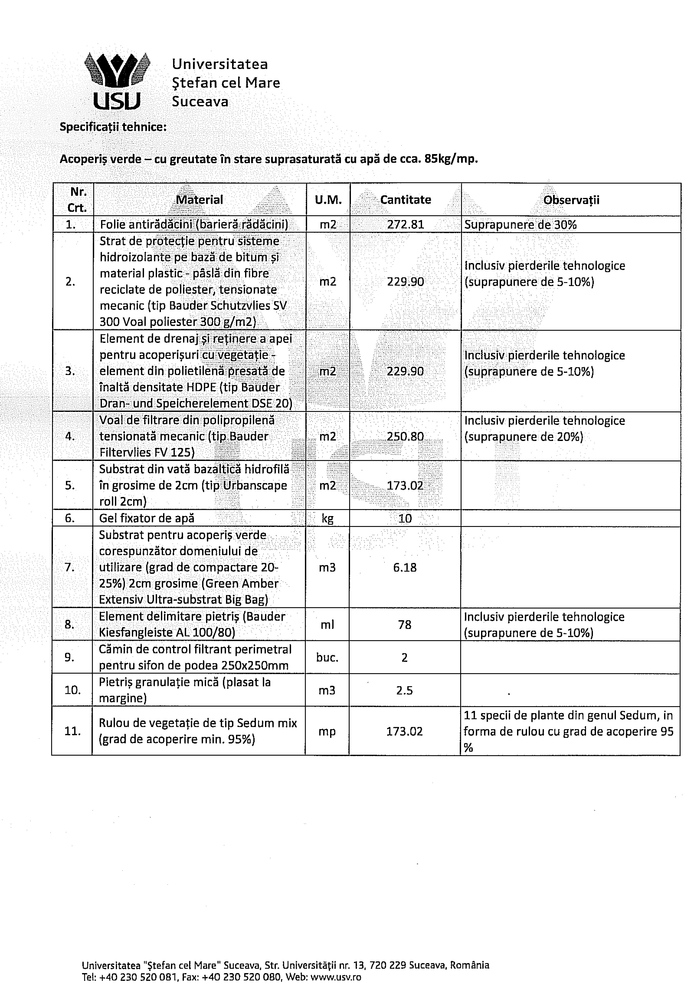 USV
Universitatea
Ştefan cel Mare
Suceava
Specificații tehnice:
Acoperiș verde – cu greutate în stare suprasaturată cu apă de cca. 85kg/mp.
Nr. Crt.
Material
U.M.
Cantitate
Observații
1.
Folie antirădăcini (barieră rădăcini)
m2
272.81
Suprapunere de 30%
2.
Strat de protecție pentru sisteme
hidroizolante pe bază de bitum și
material plastic - pâslă din fibre
reciclate de poliester, tensionate
mecanic (tip Bauder Schutzvlies SV
300 Voal poliester 300 g/m2)
m2
229.90
Inclusiv pierderile tehnologice
(suprapunere de 5-10%)
3.
Element de drenaj și reținere a apei
pentru acoperișuri cu vegetație -
element din polietilenă presată de
înaltă densitate HDPE (tip Bauder
Dran- und Speicherelement DSE 20)
m2
229.90
Inclusiv pierderile tehnologice
(suprapunere de 5-10%)
4.
Voal de filtrare din polipropilenă
tensionată mecanic (tip Bauder
Filtervlies FV 125)
m2
250.80
Inclusiv pierderile tehnologice
(suprapunere de 20%)
5.
Substrat din vată bazaltică hidrofilă
în grosime de 2cm (tip Urbanscape
roll 2cm)
m2
173.02
6.
Gel fixator de apă
kg
10
7.
Substrat pentru acoperiș verde
corespunzător domeniului de
utilizare (grad de compactare 20-
25%) 2cm grosime (Green Amber
Extensiv Ultra-substrat Big Bag)
m3
6.18
8.
Element delimitare pietriș (Bauder
Kiesfangleiste AL 100/80)
ml
78
Inclusiv pierderile tehnologice
(suprapunere de 5-10%)
9.
Cămin de control filtrant perimetral
pentru sifon de podea 250x250mm
buc.
2
10.
Pietriș granulație mică (plasat la
margine)
m3
2.5
11.
Rulou de vegetație de tip Sedum mix
(grad de acoperire min. 95%)
mp
173.02
11 specii de plante din genul Sedum, in
forma de rulou cu grad de acoperire 95
%
Universitatea "Ştefan cel Mare" Suceava, Str. Universităţii nr. 13, 720 229 Suceava, România
Tel: +40 230 520 081, Fax: +40 230 520 080, Web: www.usv.ro